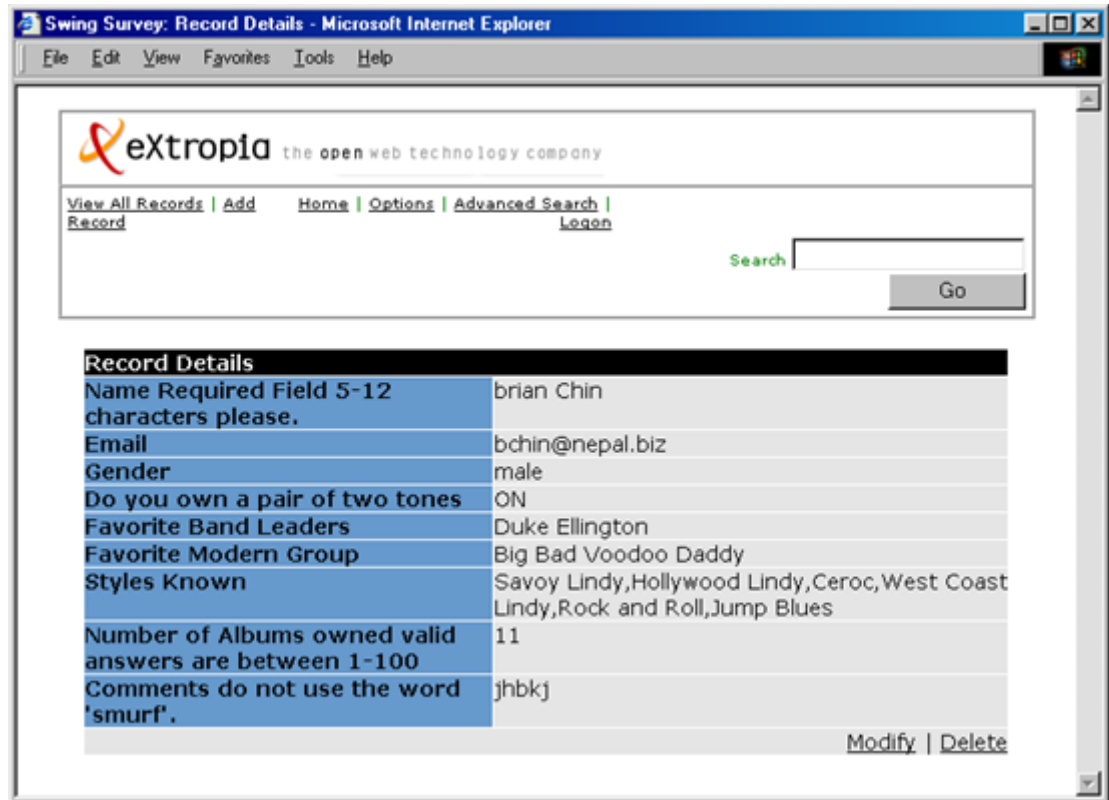 Swing Survey: Record Details - Microsoft Internet Explorer
File Edit View Favorites Tools Help
eXtropia the open web technology company
View All Records | Add Home | Options | Advanced Search |
Record Logon
Search
Go
Record Details
Name Required Field 5-12 brian Chin
characters please.
Email bchin@nepal.biz
Gender male
Do you own a pair of two tones ON
Favorite Band Leaders Duke Ellington
Favorite Modern Group Big Bad Voodoo Daddy
Styles Known Savoy Lindy,Hollywood Lindy,Ceroc,West Coast
Lindy,Rock and Roll,Jump Blues
Number of Albums owned valid 11
answers are between 1-100
Comments do not use the word jhbkj
'smurf'.
Modify | Delete